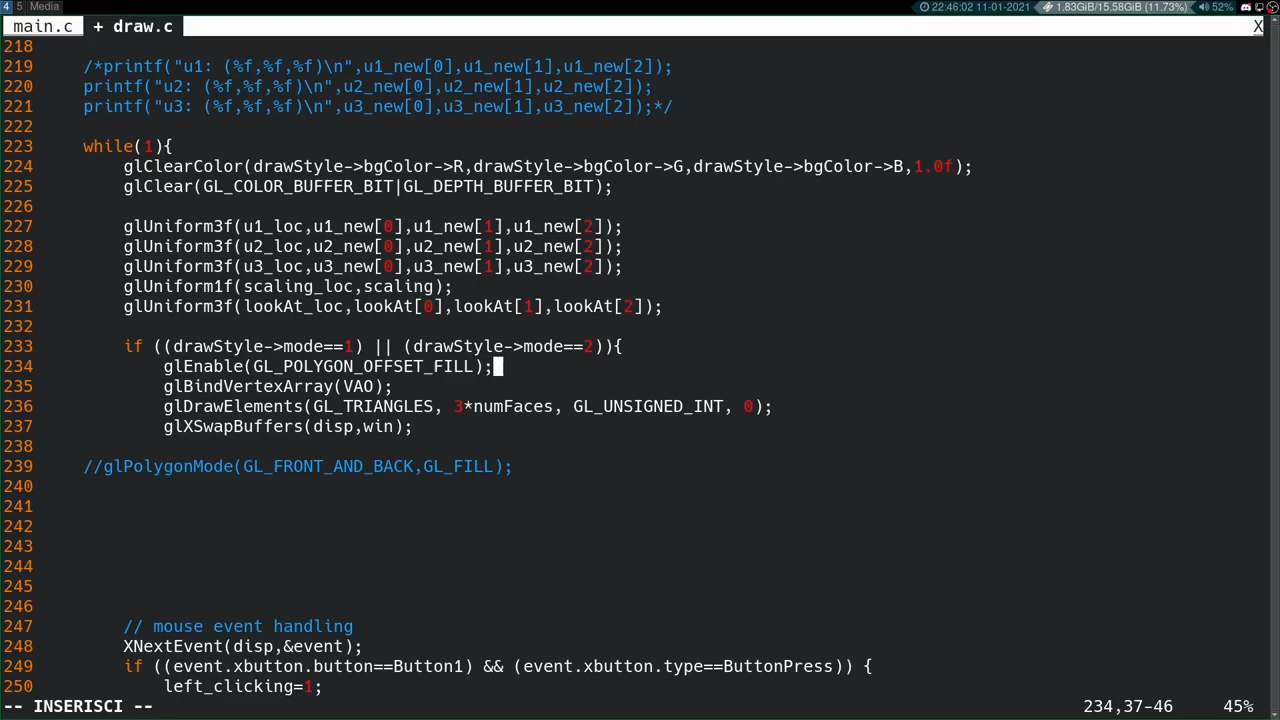 4 5 Media 22:46:02 11-01-2021 1.83GiB/15.58GiB (11.73%) 52%
main.c + draw.c X
218
219 /*printf("u1: (%f,%f,%f)\n",u1_new[0],u1_new[1],u1_new[2]);
220 printf("u2: (%f,%f,%f)\n",u2_new[0],u2_new[1],u2_new[2]);
221 printf("u3: (%f,%f,%f)\n",u3_new[0],u3_new[1],u3_new[2]);*/
222
223 while(1){
224 glClearColor(drawStyle->bgColor->R,drawStyle->bgColor->G,drawStyle->bgColor->B,1.0f);
225 glClear(GL_COLOR_BUFFER_BIT|GL_DEPTH_BUFFER_BIT);
226
227 glUniform3f(u1_loc,u1_new[0],u1_new[1],u1_new[2]);
228 glUniform3f(u2_loc,u2_new[0],u2_new[1],u2_new[2]);
229 glUniform3f(u3_loc,u3_new[0],u3_new[1],u3_new[2]);
230 glUniform1f(scaling_loc,scaling);
231 glUniform3f(lookAt_loc,lookAt[0],lookAt[1],lookAt[2]);
232
233 if ((drawStyle->mode==1) || (drawStyle->mode==2)){
234 glEnable(GL_POLYGON_OFFSET_FILL);
235 glBindVertexArray(VAO);
236 glDrawElements(GL_TRIANGLES, 3*numFaces, GL_UNSIGNED_INT, 0);
237 glXSwapBuffers(disp,win);
238
239 //glPolygonMode(GL_FRONT_AND_BACK,GL_FILL);
240
241
242
243
244
245
246
247 // mouse event handling
248 XNextEvent(disp,&event);
249 if ((event.xbutton.button==Button1) && (event.xbutton.type==ButtonPress)) {
250 left_clicking=1;
-- INSERISCI -- 234,37-46 45%